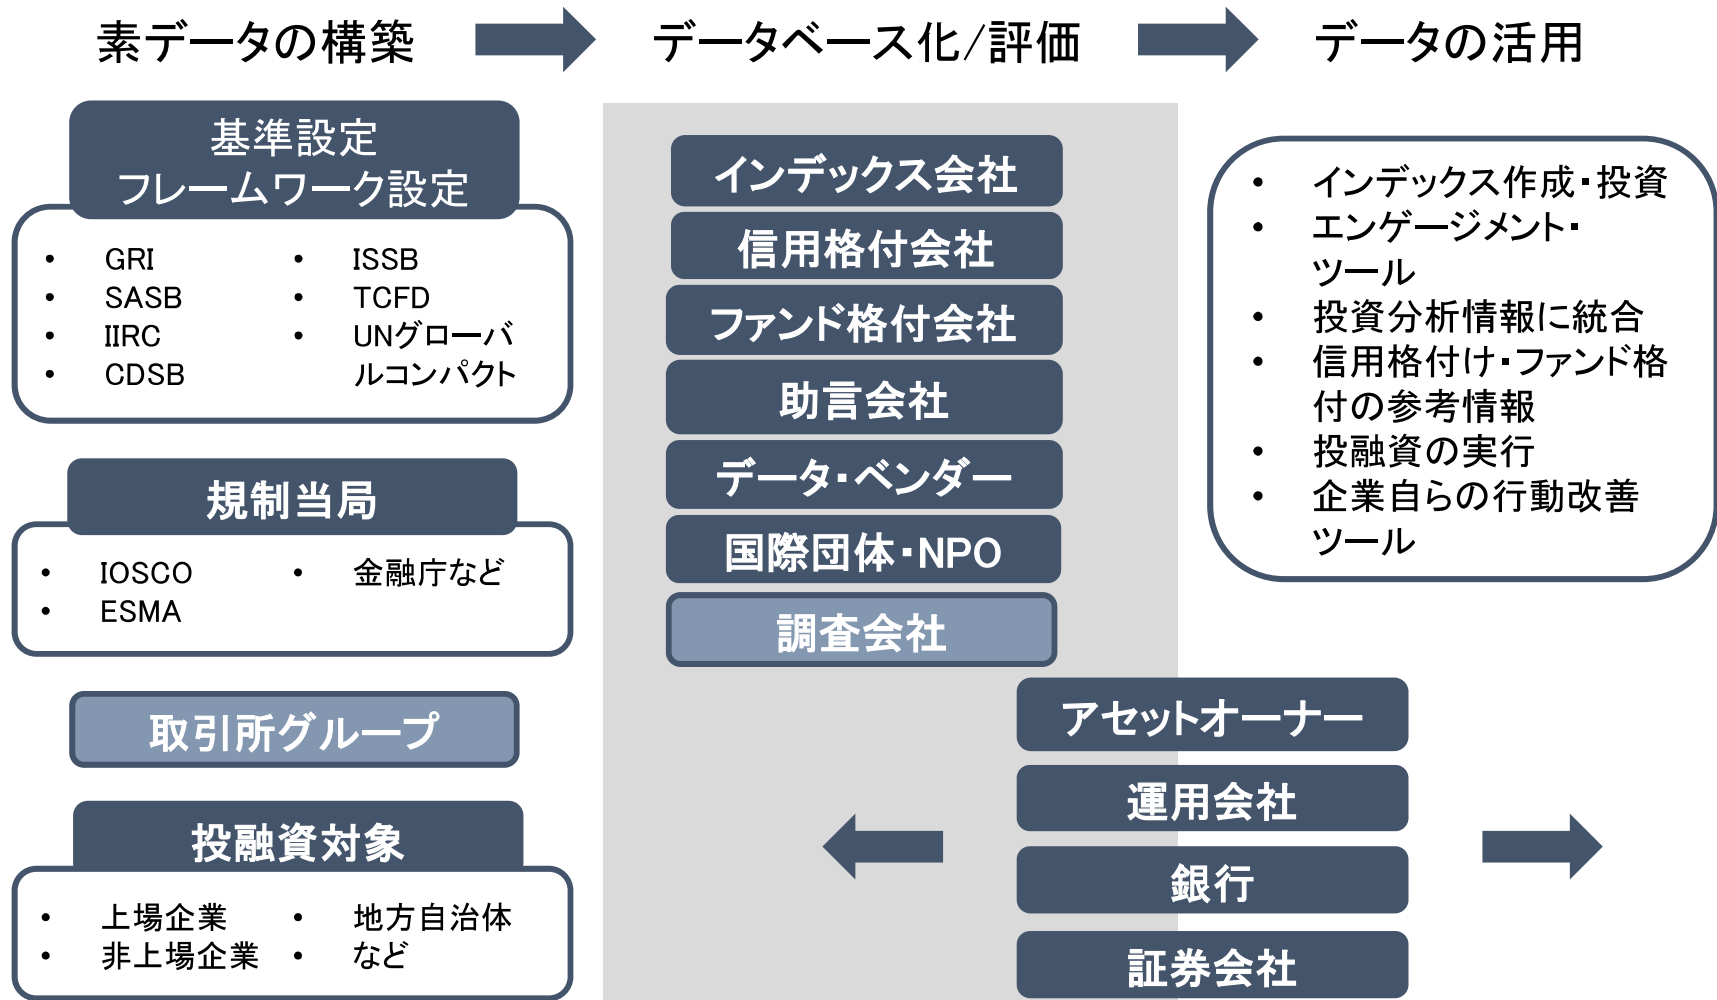 素データの構築
データベース化/評価
データの活用
基準設定
フレームワーク設定
• GRI
• SASB
• IIRC
• CDSB
• ISSB
• TCFD
• UNグローバ
ルコンパクト
規制当局
• IOSCO
• ESMA
• 金融庁など
取引所グループ
投融資対象
• 上場企業
• 非上場企業
• 地方自治体
• など
インデックス会社
信用格付会社
ファンド格付会社
助言会社
データ・ベンダー
国際団体・NPO
調査会社
アセットオーナー
運用会社
銀行
証券会社
• インデックス作成・投資
• エンゲージメント・
ツール
• 投資分析情報に統合
• 信用格付け・ファンド格
付の参考情報
• 投融資の実行
• 企業自らの行動改善
ツール